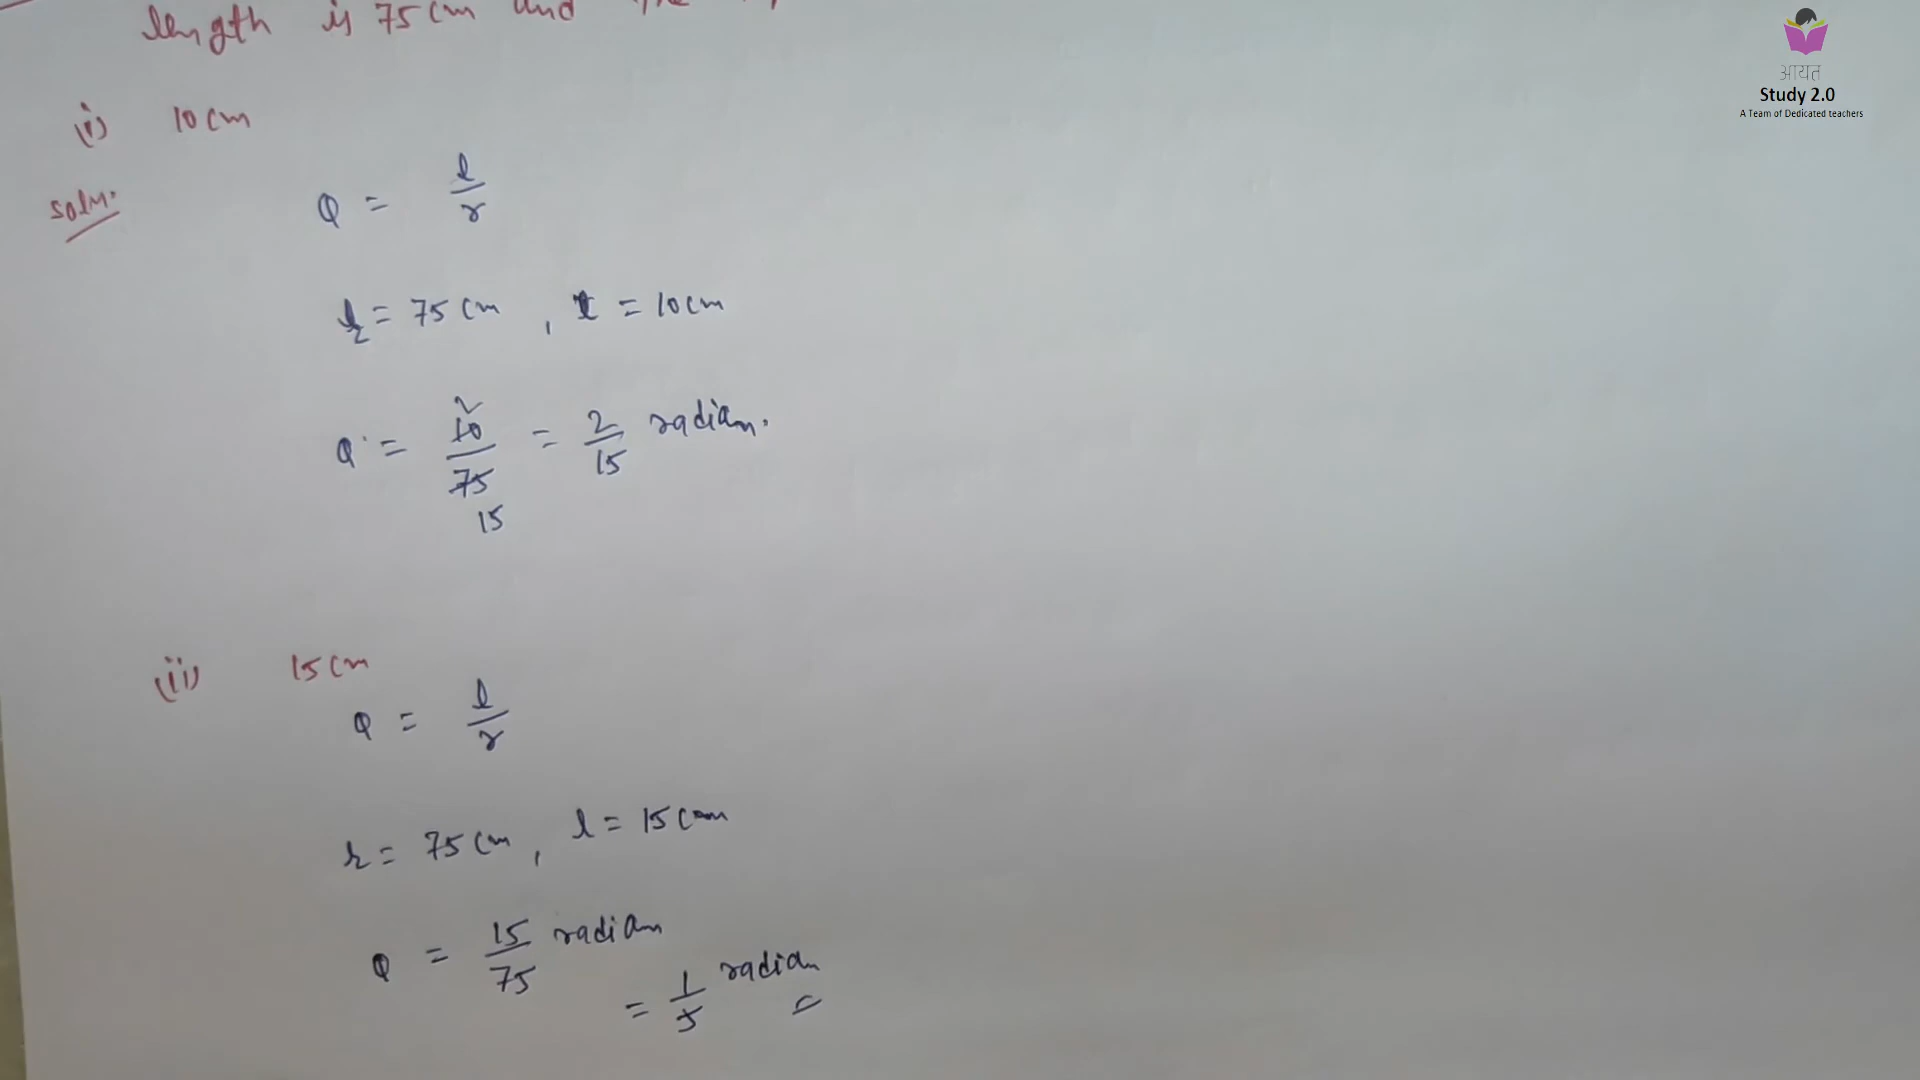 length is 75 cm and
(i) 10 cm
Soln.
θ = l/r
r = 75 cm, l = 10 cm
θ = 10/75 = 2/15 radian.
2
15
(ii) 15 cm
θ = l/r
r = 75 cm, l = 15 cm
θ = 15/75 radian
= 1/5 radian
आयत
Study 2.0
A Team of Dedicated teachers